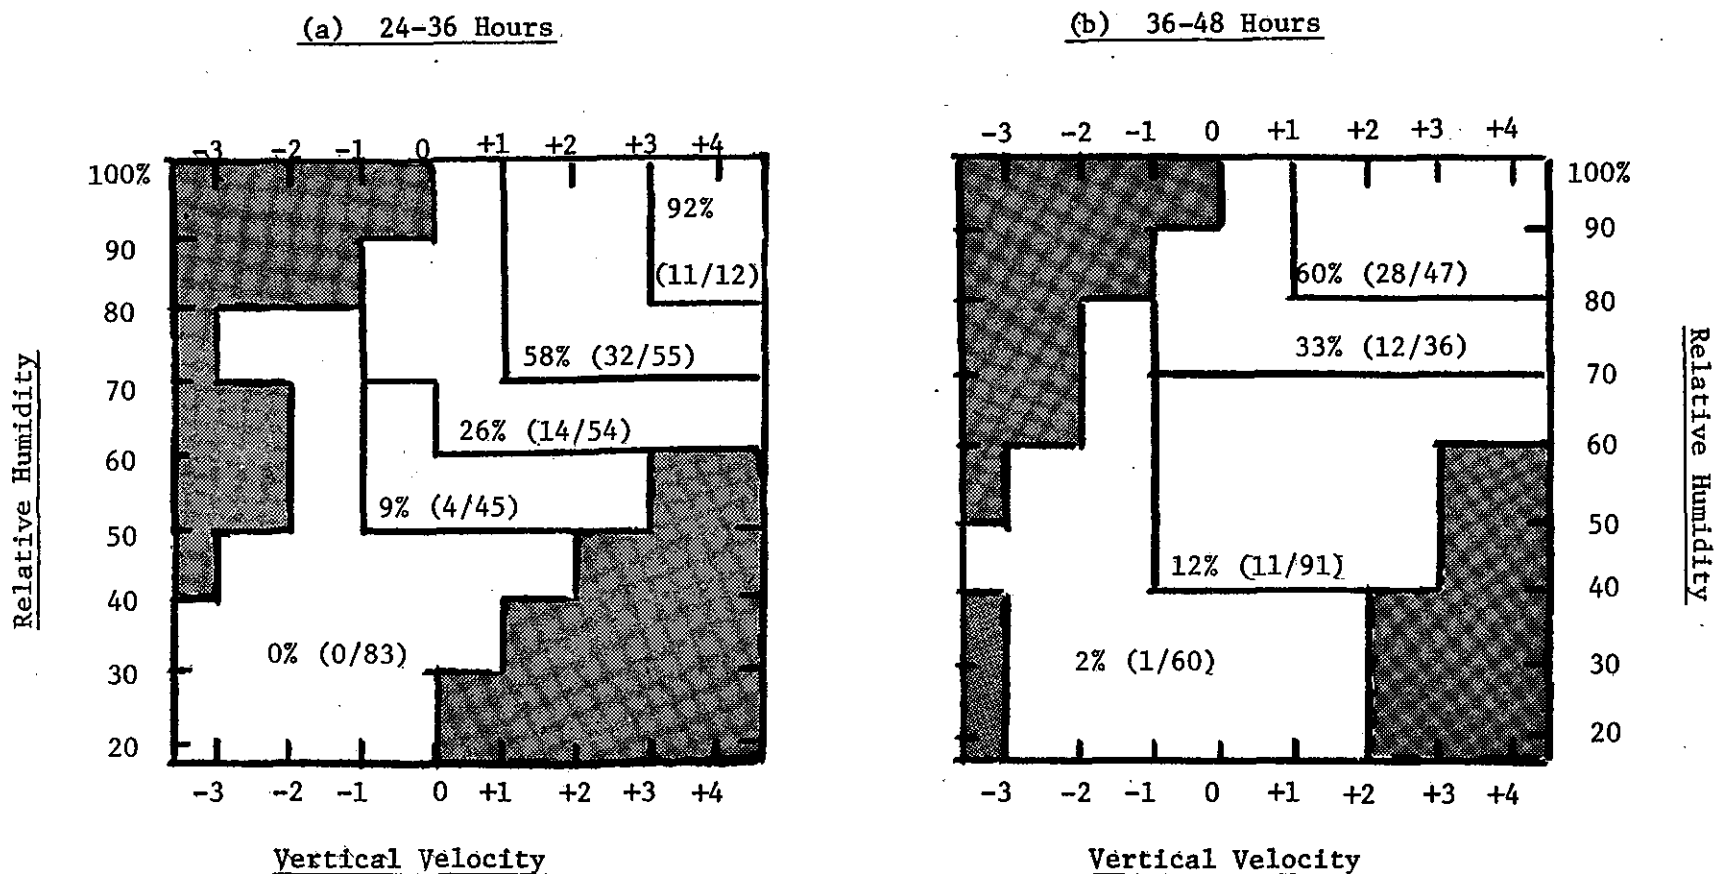 (a) 24-36 Hours
-3 -2 -1 0 +1 +2 +3 +4
100%
90
80
70
60
50
40
30
20
92%
(11/12)
58% (32/55)
26% (14/54)
9% (4/45)
0% (0/83)
-3 -2 -1 0 +1 +2 +3 +4
Relative Humidity
Vertical Velocity
(b) 36-48 Hours
-3 -2 -1 0 +1 +2 +3 +4
60% (28/47)
33% (12/36)
12% (11/91)
2% (1/60)
100%
90
80
70
60
50
40
30
20
-3 -2 -1 0 +1 +2 +3 +4
Relative Humidity
Vertical Velocity